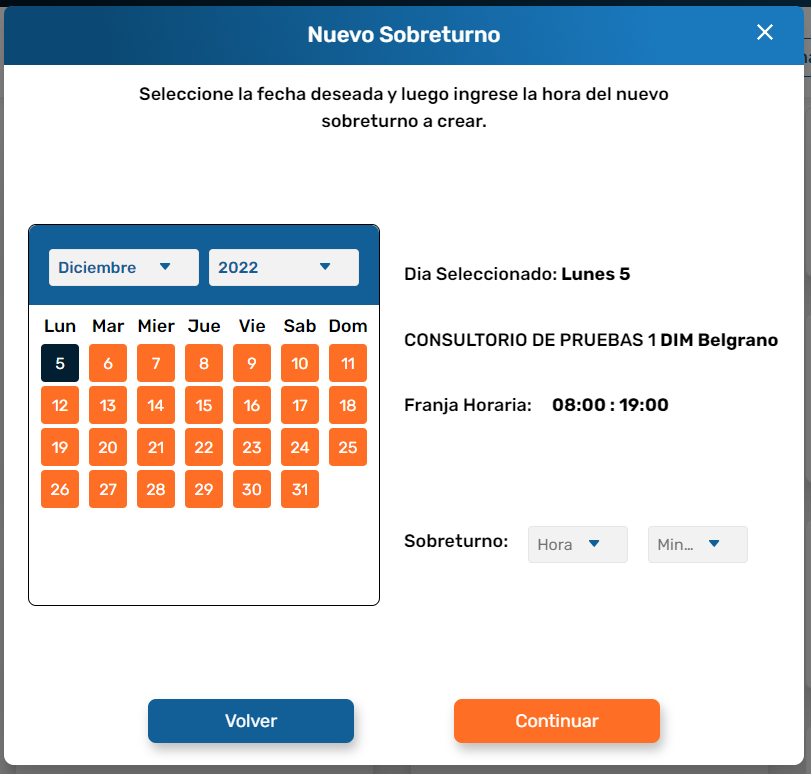 Nuevo Sobreturno
Seleccione la fecha deseada y luego ingrese la hora del nuevo
sobreturno a crear.
Diciembre 2022
Lun Mar Mier Jue Vie Sab Dom
5 6 7 8 9 10 11
12 13 14 15 16 17 18
19 20 21 22 23 24 25
26 27 28 29 30 31
Dia Seleccionado: Lunes 5
CONSULTORIO DE PRUEBAS 1 DIM Belgrano
Franja Horaria: 08:00 : 19:00
Sobreturno: Hora Min...
Volver Continuar